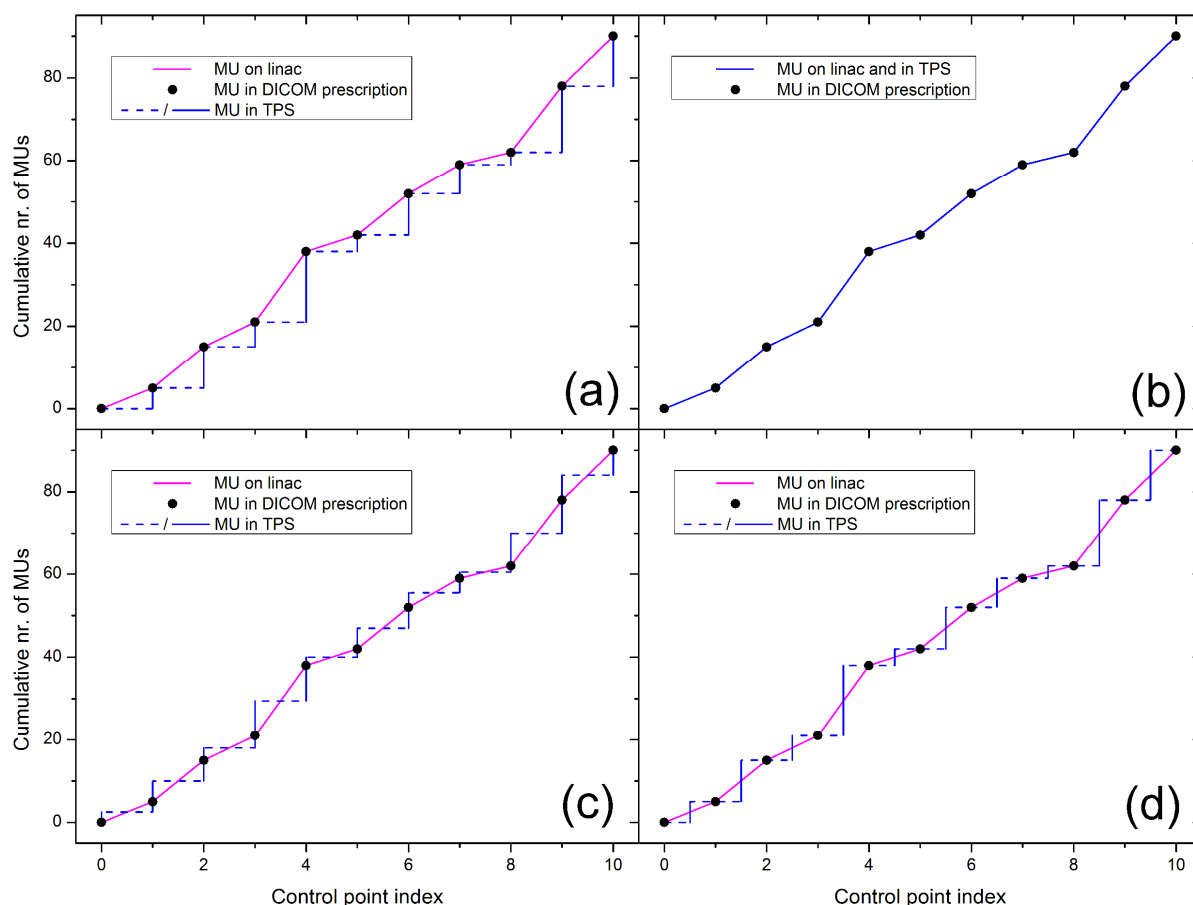 MU on linac
MU in DICOM prescription
/ MU in TPS
(a)
MU on linac and in TPS
MU in DICOM prescription
(b)
Cumulative nr. of MUs
80
60
40
20
0
MU on linac
MU in DICOM prescription
/ MU in TPS
(c)
MU on linac
MU in DICOM prescription
/ MU in TPS
(d)
Cumulative nr. of MUs
80
60
40
20
0
0 2 4 6 8 10
0 2 4 6 8 10
Control point index
Control point index